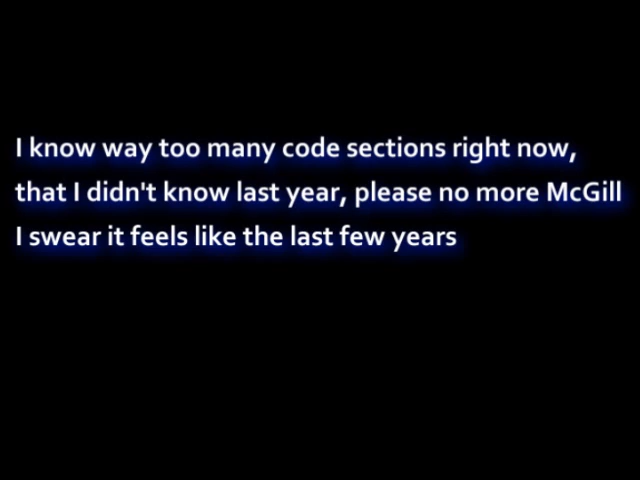 I know way too many code sections right now,
that I didn't know last year, please no more McGill
I swear it feels like the last few years